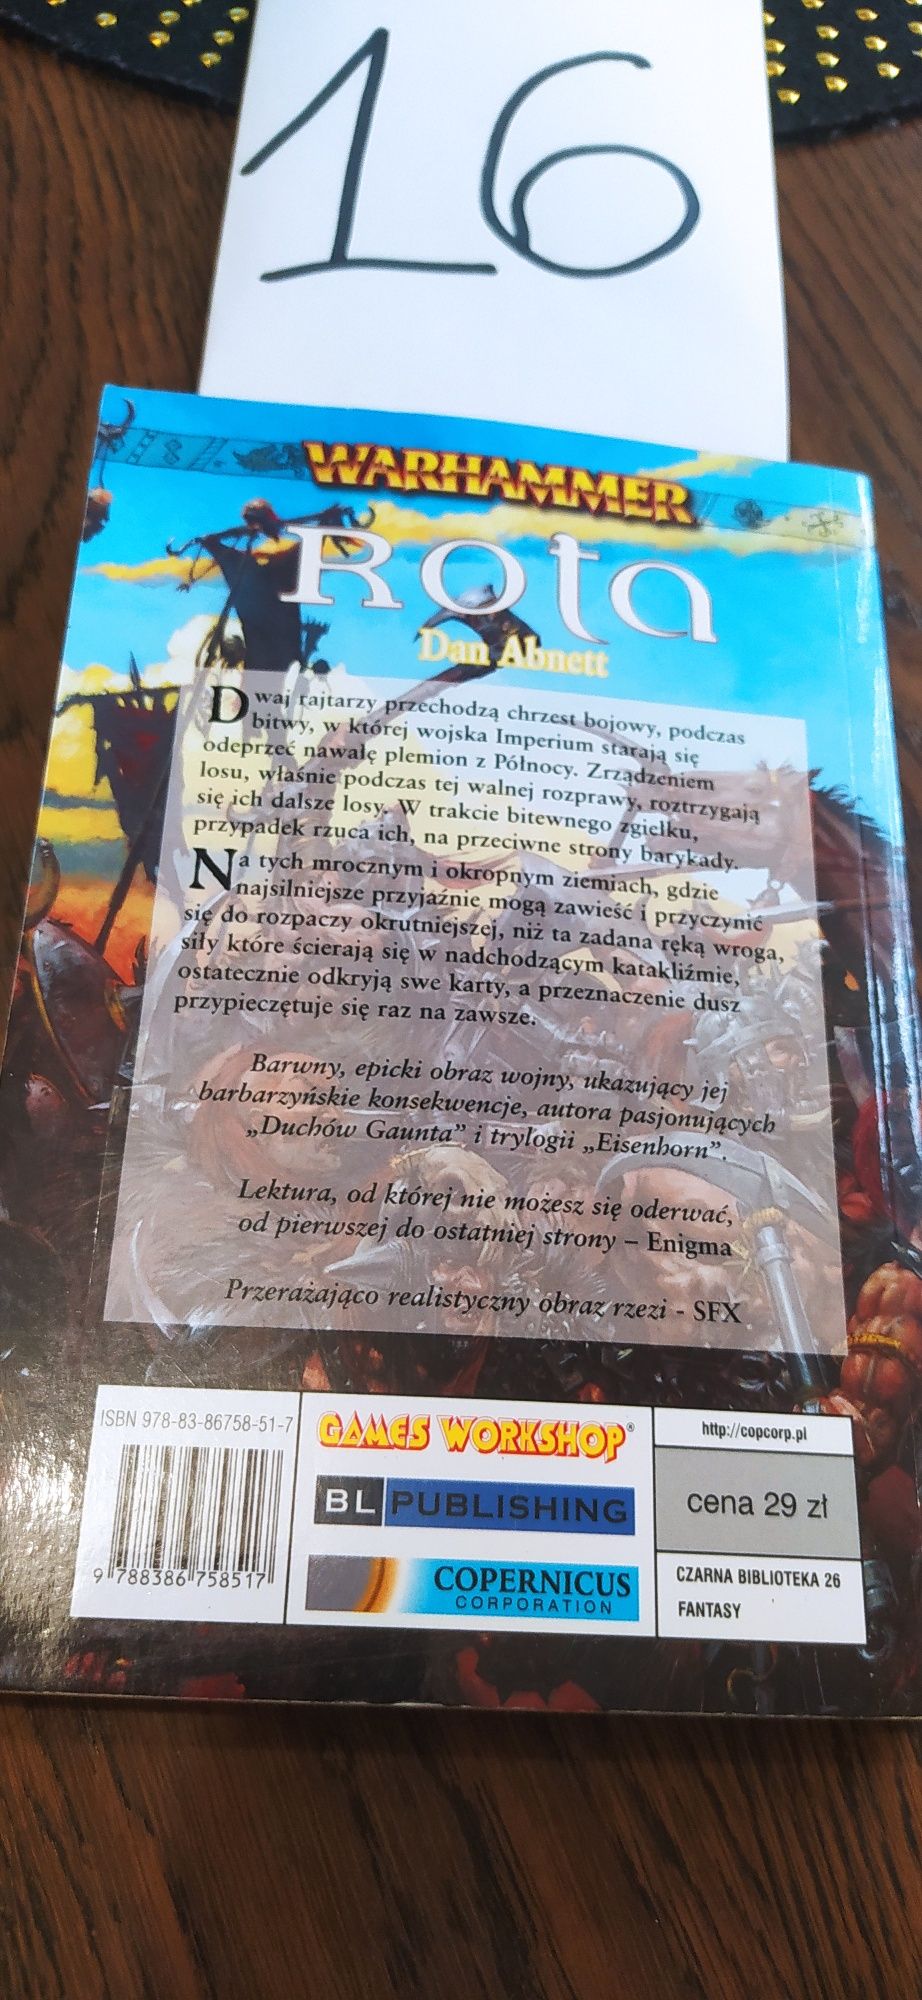 16
WARHAMMER
Rota
Dan Abnett
Dwaj rajtarzy przechodzą chrzest bojowy, podczas
bitwy, w której wojska Imperium starają się
odeprzeć nawałę plemion z Północy. Zrządzeniem
losu, właśnie podczas tej walnej rozprawy, roztrzygają
się ich dalsze losy. W trakcie bitewnego zgiełku,
przypadek rzuca ich, na przeciwne strony barykady.
Na tych mrocznym i okropnym ziemiach, gdzie
najsilniejsze przyjaźnie mogą zawieść i przyczynić
się do rozpaczy okrutniejszej, niż ta zadana ręką wroga,
siły które ścierają się w nadchodzącym katakliźmie,
ostatecznie odkryją swe karty, a przeznaczenie dusz
przypieczętuje się raz na zawsze.
Barwny, epicki obraz wojny, ukazujący jej
barbarzyńskie konsekwencje, autora pasjonujących
„Duchów Gaunta” i trylogii „Eisenhorn”.
Lektura, od której nie możesz się oderwać,
od pierwszej do ostatniej strony – Enigma
Przerażająco realistyczny obraz rzezi - SFX
ISBN 978-83-86758-51-7
9 788386 758517
GAMES WORKSHOP®
BL PUBLISHING
COPERNICUS
CORPORATION
http://copcorp.pl
cena 29 zł
CZARNA BIBLIOTEKA 26
FANTASY